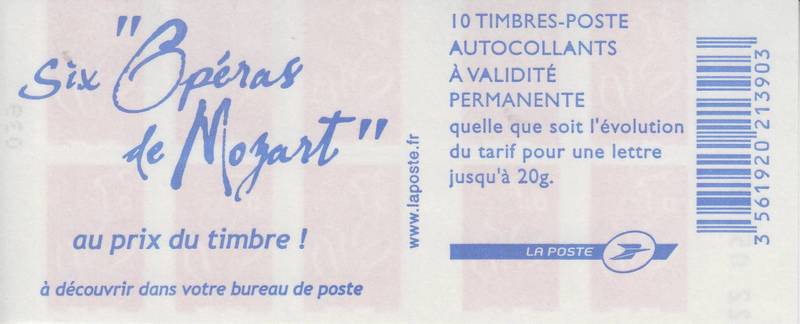 Six "Opéras
de Mozart"
au prix du timbre !
à découvrir dans votre bureau de poste
www.laposte.fr
10 TIMBRES-POSTE
AUTOCOLLANTS
À VALIDITÉ
PERMANENTE
quelle que soit l'évolution
du tarif pour une lettre
jusqu'à 20g.
LA POSTE
3 561920 213903